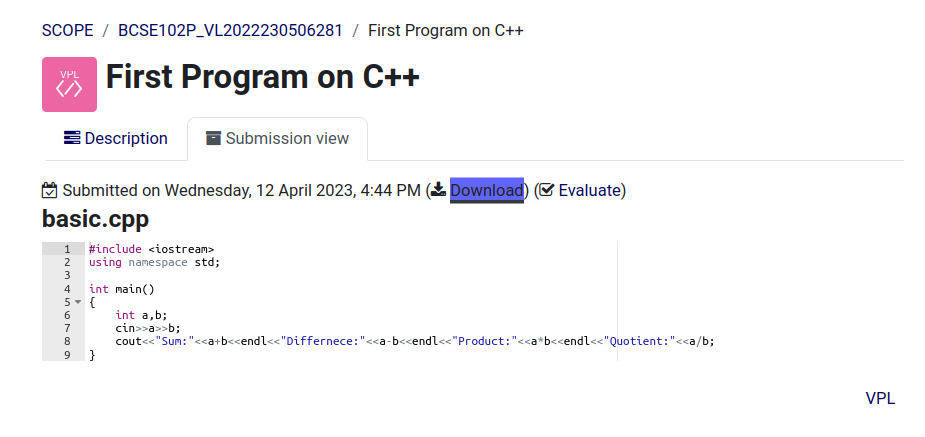 SCOPE / BCSE102P_VL2022230506281 / First Program on C++
VPL
</>
First Program on C++
Description
Submission view
Submitted on Wednesday, 12 April 2023, 4:44 PM (Download) (Evaluate)
basic.cpp
1 #include <iostream>
2 using namespace std;
3
4 int main()
5 {
6 int a,b;
7 cin>>a>>b;
8 cout<<"Sum:"<<a+b<<endl<<"Differnece:"<<a-b<<endl<<"Product:"<<a*b<<endl<<"Quotient:"<<a/b;
9 }
VPL